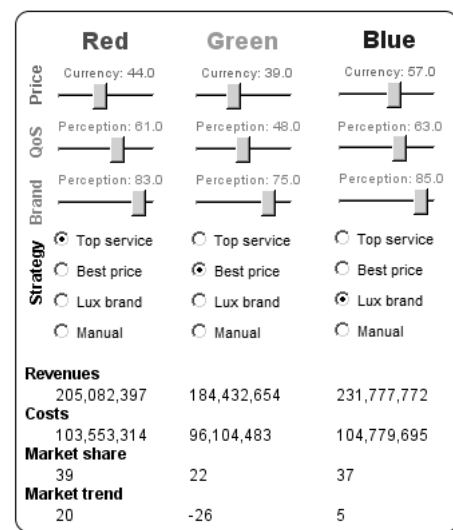 Red Green Blue
Price
Currency: 44.0 Currency: 39.0 Currency: 57.0
QoS
Perception: 61.0 Perception: 48.0 Perception: 63.0
Brand
Perception: 83.0 Perception: 75.0 Perception: 85.0
Strategy
Top service Top service Top service
Best price Best price Best price
Lux brand Lux brand Lux brand
Manual Manual Manual
Revenues
205,082,397 184,432,654 231,777,772
Costs
103,553,314 96,104,483 104,779,695
Market share
39 22 37
Market trend
20 -26 5